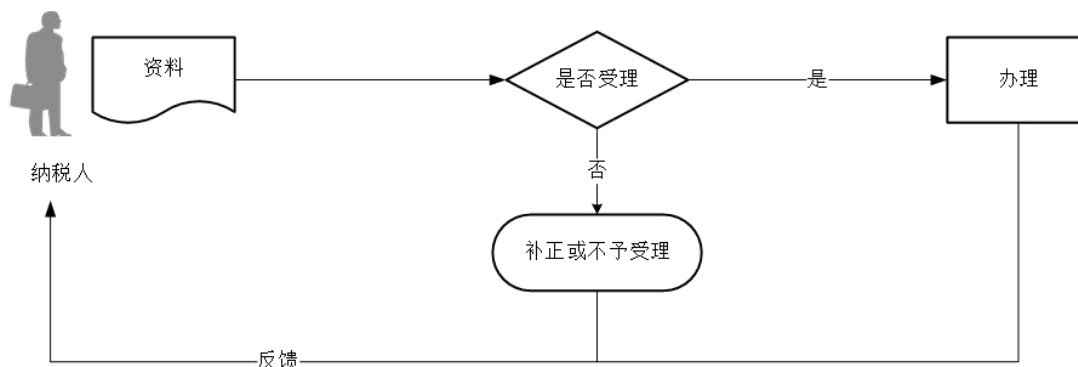 资料
是否受理
是
办理
纳税人
否
补正或不予受理
反馈